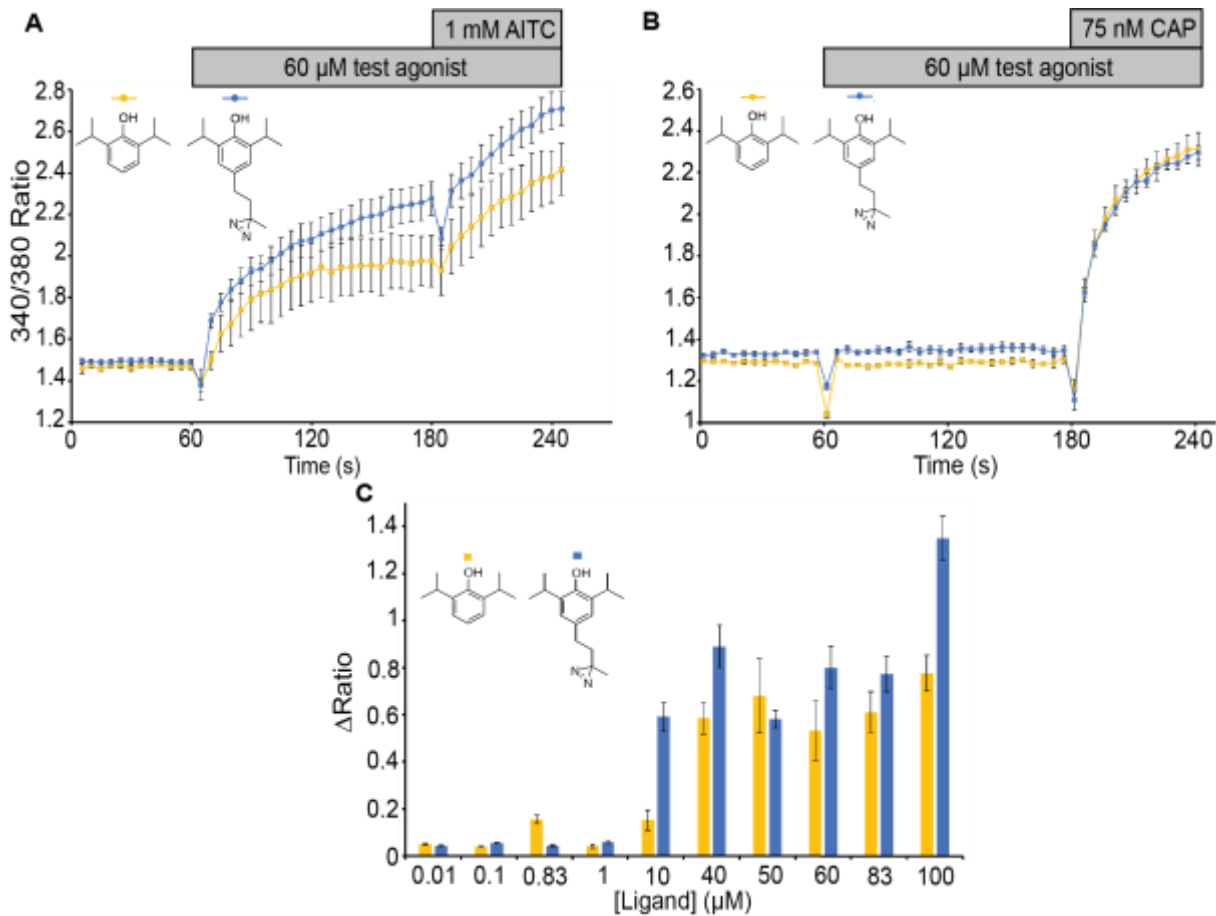 A
1 mM AITC
60 µM test agonist
340/380 Ratio
2.8
2.6
2.4
2.2
2
1.8
1.6
1.4
1.2
OH
OH
N
N
0
60
120
180
240
Time (s)
B
75 nM CAP
60 µM test agonist
2.6
2.4
2.2
2
1.8
1.6
1.4
1.2
1
OH
OH
N
N
0
60
120
180
240
Time (s)
C
ΔRatio
1.4
1.2
1
0.8
0.6
0.4
0.2
0
OH
OH
N
N
0.01 0.1 0.83 1 10 40 50 60 83 100
[Ligand] (µM)